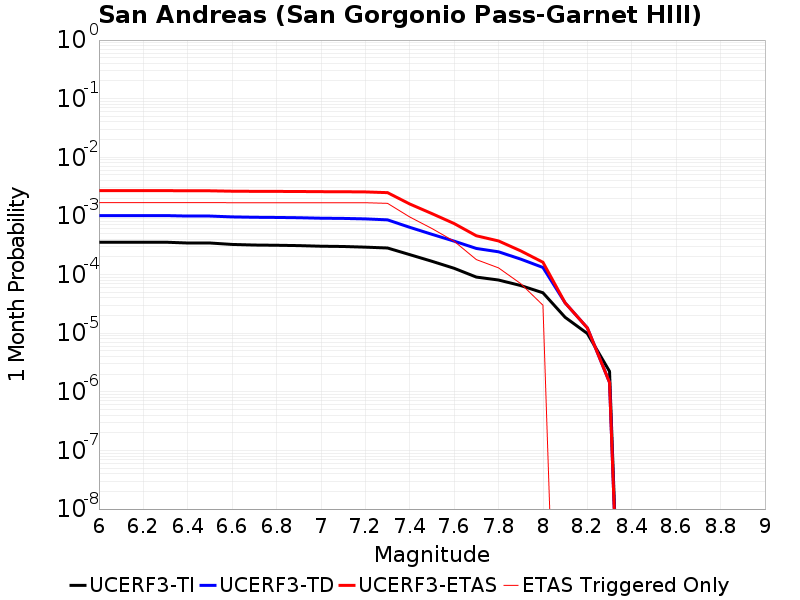 San Andreas (San Gorgonio Pass-Garnet HIll)
10^0
10^-1
10^-2
10^-3
10^-4
10^-5
10^-6
10^-7
10^-8
1 Month Probability
6 6.2 6.4 6.6 6.8 7 7.2 7.4 7.6 7.8 8 8.2 8.4 8.6 8.8 9
Magnitude
UCERF3-TI UCERF3-TD UCERF3-ETAS ETAS Triggered Only